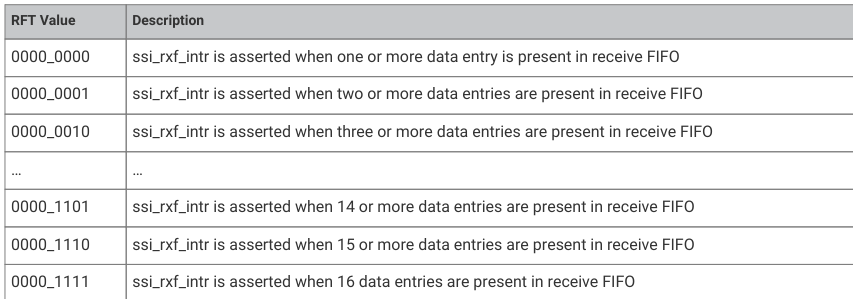 RFT Value Description
0000_0000 ssi_rxf_intr is asserted when one or more data entry is present in receive FIFO
0000_0001 ssi_rxf_intr is asserted when two or more data entries are present in receive FIFO
0000_0010 ssi_rxf_intr is asserted when three or more data entries are present in receive FIFO
… …
0000_1101 ssi_rxf_intr is asserted when 14 or more data entries are present in receive FIFO
0000_1110 ssi_rxf_intr is asserted when 15 or more data entries are present in receive FIFO
0000_1111 ssi_rxf_intr is asserted when 16 data entries are present in receive FIFO